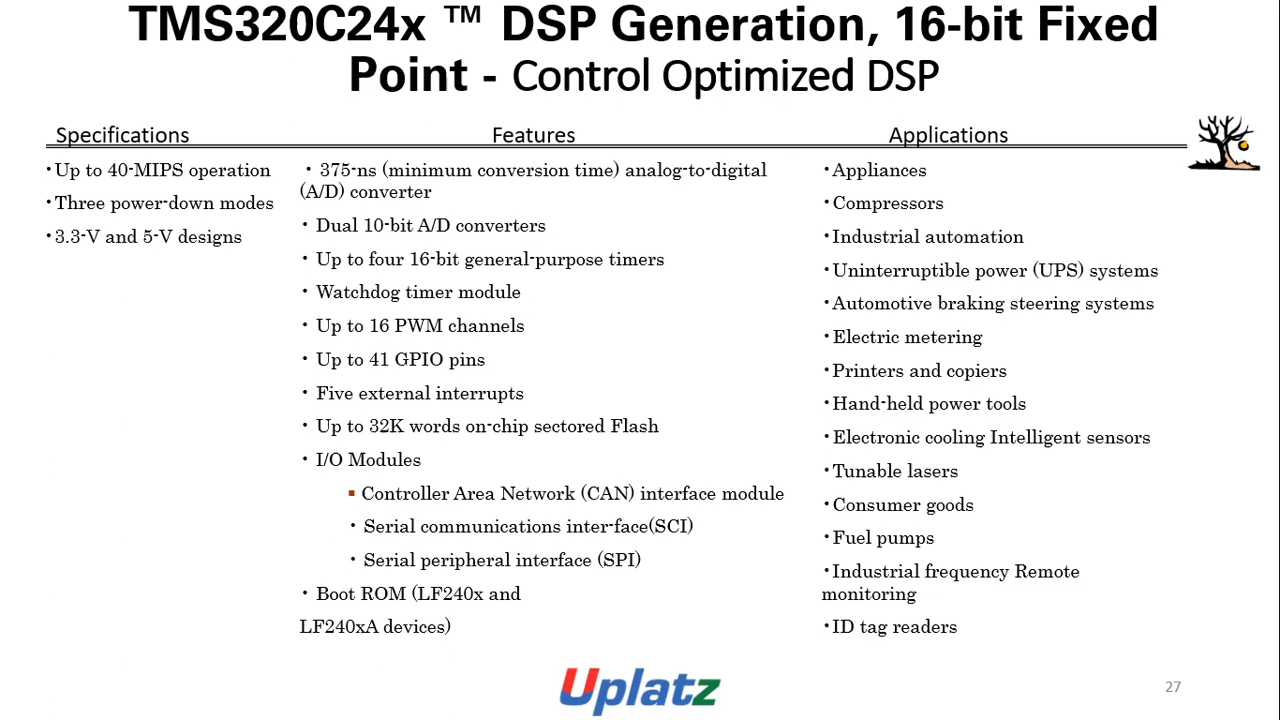 TMS320C24x ™ DSP Generation, 16-bit Fixed
Point - Control Optimized DSP
Specifications
•Up to 40-MIPS operation
•Three power-down modes
•3.3-V and 5-V designs
Features
• 375-ns (minimum conversion time) analog-to-digital
(A/D) converter
• Dual 10-bit A/D converters
• Up to four 16-bit general-purpose timers
• Watchdog timer module
• Up to 16 PWM channels
• Up to 41 GPIO pins
• Five external interrupts
• Up to 32K words on-chip sectored Flash
• I/O Modules
▪ Controller Area Network (CAN) interface module
• Serial communications inter-face(SCI)
• Serial peripheral interface (SPI)
• Boot ROM (LF240x and
LF240xA devices)
Applications
•Appliances
•Compressors
•Industrial automation
•Uninterruptible power (UPS) systems
•Automotive braking steering systems
•Electric metering
•Printers and copiers
•Hand-held power tools
•Electronic cooling Intelligent sensors
•Tunable lasers
•Consumer goods
•Fuel pumps
•Industrial frequency Remote
monitoring
•ID tag readers
Uplatz
27